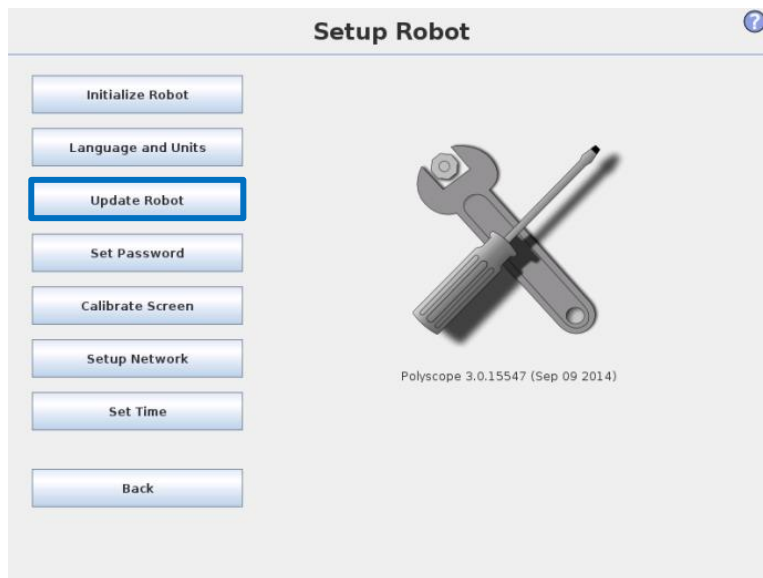 Setup Robot
?
Initialize Robot
Language and Units
Update Robot
Set Password
Calibrate Screen
Setup Network
Set Time
Back
Polyscope 3.0.15547 (Sep 09 2014)